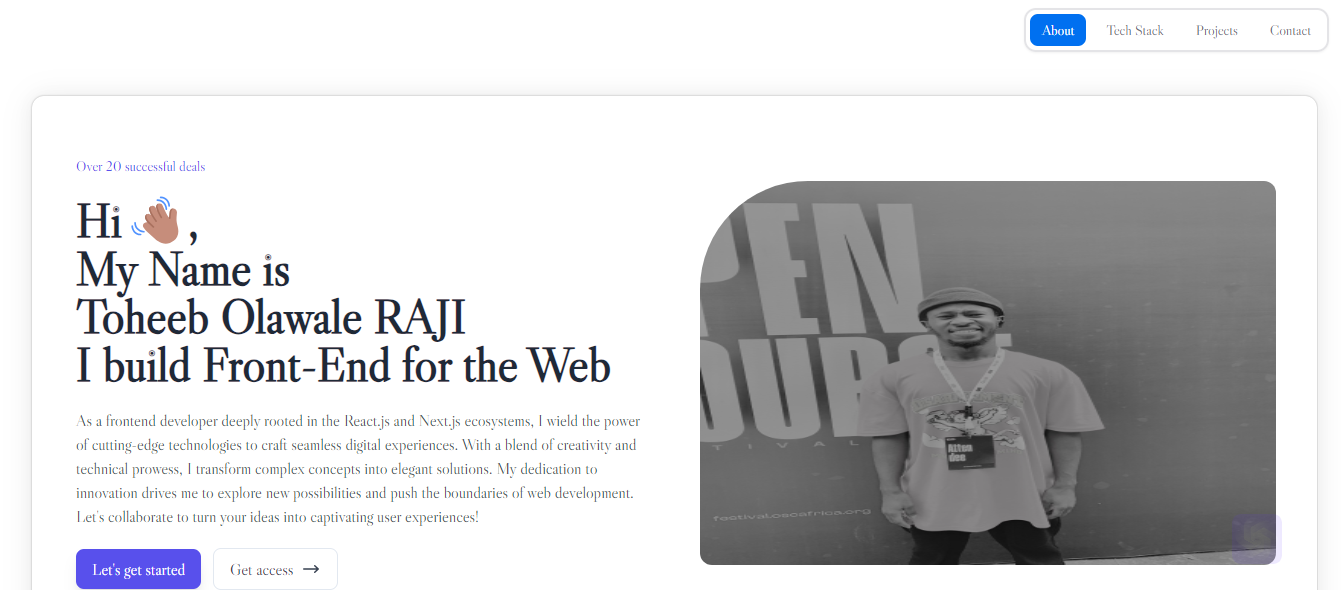 About Tech Stack Projects Contact
Over 20 successful deals
Hi 👋🏽,
My Name is
Toheeb Olawale RAJI
I build Front-End for the Web
As a frontend developer deeply rooted in the React.js and Next.js ecosystems, I wield the power
of cutting-edge technologies to craft seamless digital experiences. With a blend of creativity and
technical prowess, I transform complex concepts into elegant solutions. My dedication to
innovation drives me to explore new possibilities and push the boundaries of web development.
Let's collaborate to turn your ideas into captivating user experiences!
Let's get started
Get access →
PEN
OUR
TIVAL
Atten
dee
festival.oscafrica.org